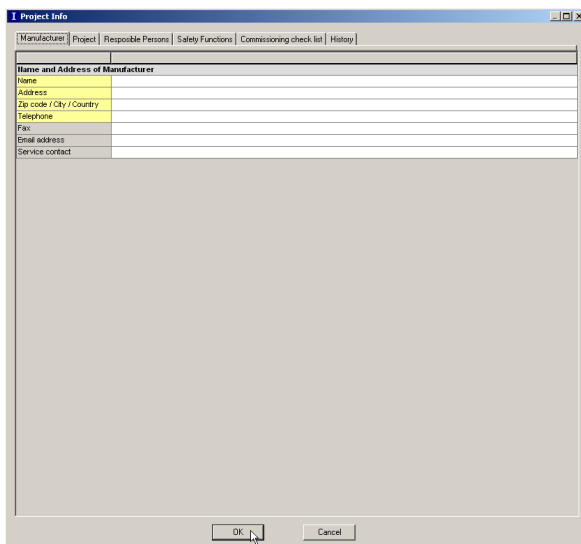 Project Info
Manufacturer Project Resposible Persons Safety Functions Commissioning check list History
Name and Address of Manufacturer
Name
Address
Zip code / City / Country
Telephone
Fax
Email address
Service contact
OK Cancel